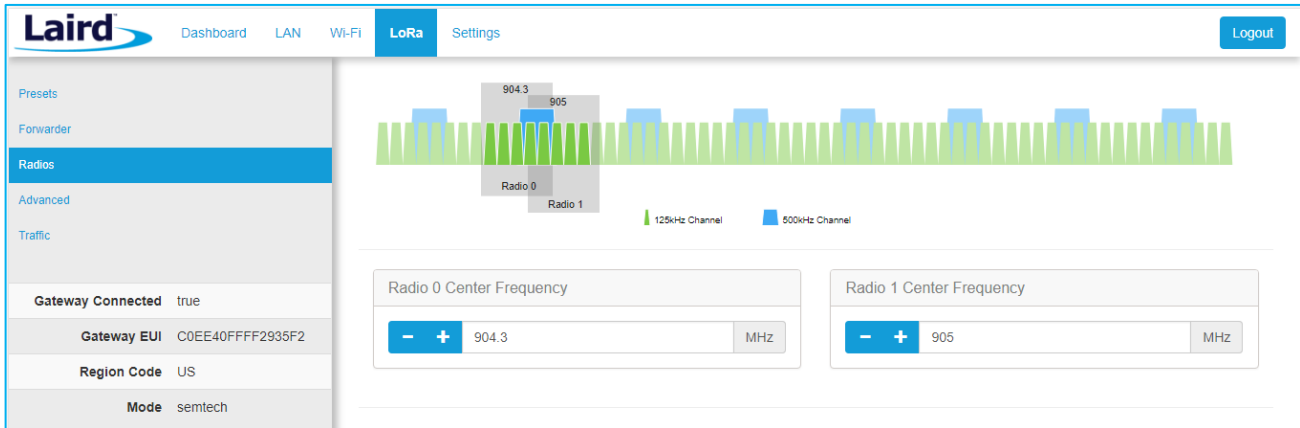 Laird™ Dashboard LAN Wi-Fi LoRa Settings Logout
Presets
Forwarder
Radios
Advanced
Traffic
Gateway Connected true
Gateway EUI C0EE40FFFF2935F2
Region Code US
Mode semtech
904.3
905
Radio 0
Radio 1
125kHz Channel 500kHz Channel
Radio 0 Center Frequency
− + 904.3 MHz
Radio 1 Center Frequency
− + 905 MHz